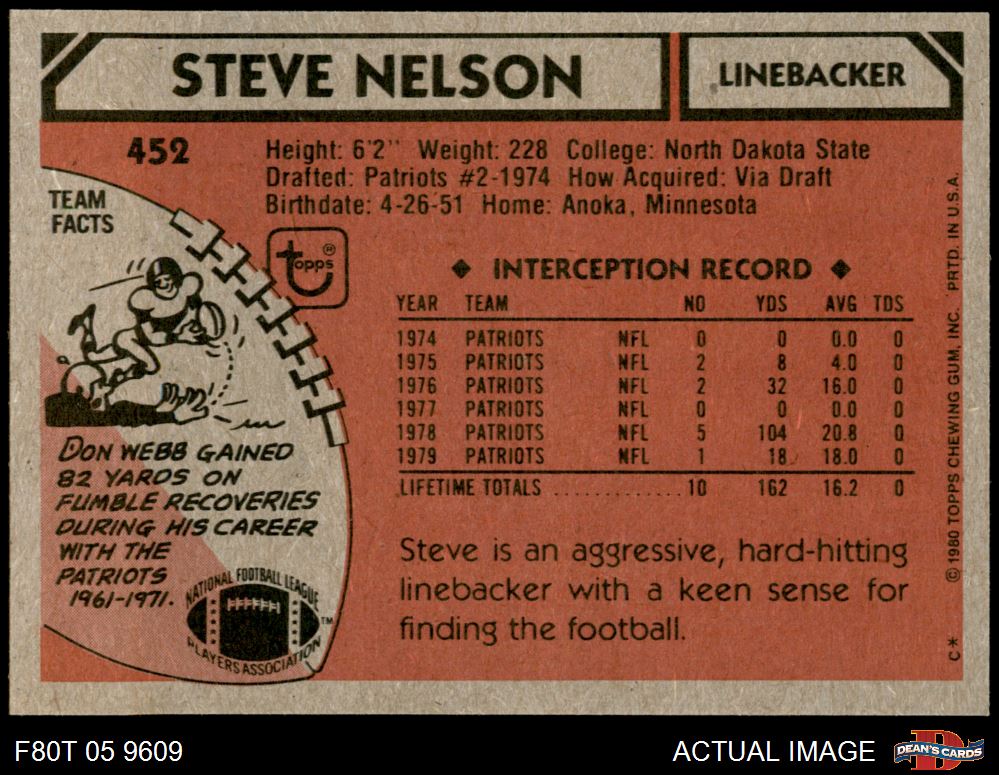 STEVE NELSON
LINEBACKER
452
Height: 6'2" Weight: 228 College: North Dakota State
Drafted: Patriots #2-1974 How Acquired: Via Draft
Birthdate: 4-26-51 Home: Anoka, Minnesota
TEAM
FACTS
topps®
DON WEBB GAINED
82 YARDS ON
FUMBLE RECOVERIES
DURING HIS CAREER
WITH THE
PATRIOTS
1961-1971.
NATIONAL FOOTBALL LEAGUE
PLAYERS ASSOCIATION
TM
◆ INTERCEPTION RECORD ◆
YEAR TEAM NO YDS AVG TDS
1974 PATRIOTS NFL 0 0 0.0 0
1975 PATRIOTS NFL 2 8 4.0 0
1976 PATRIOTS NFL 2 32 16.0 0
1977 PATRIOTS NFL 0 0 0.0 0
1978 PATRIOTS NFL 5 104 20.8 0
1979 PATRIOTS NFL 1 18 18.0 0
LIFETIME TOTALS .............10 162 16.2 0
Steve is an aggressive, hard-hitting
linebacker with a keen sense for
finding the football.
C* © 1980 TOPPS CHEWING GUM, INC. PRTD. IN U.S.A.
F80T 05 9609
ACTUAL IMAGE
D
DEAN'S CARDS